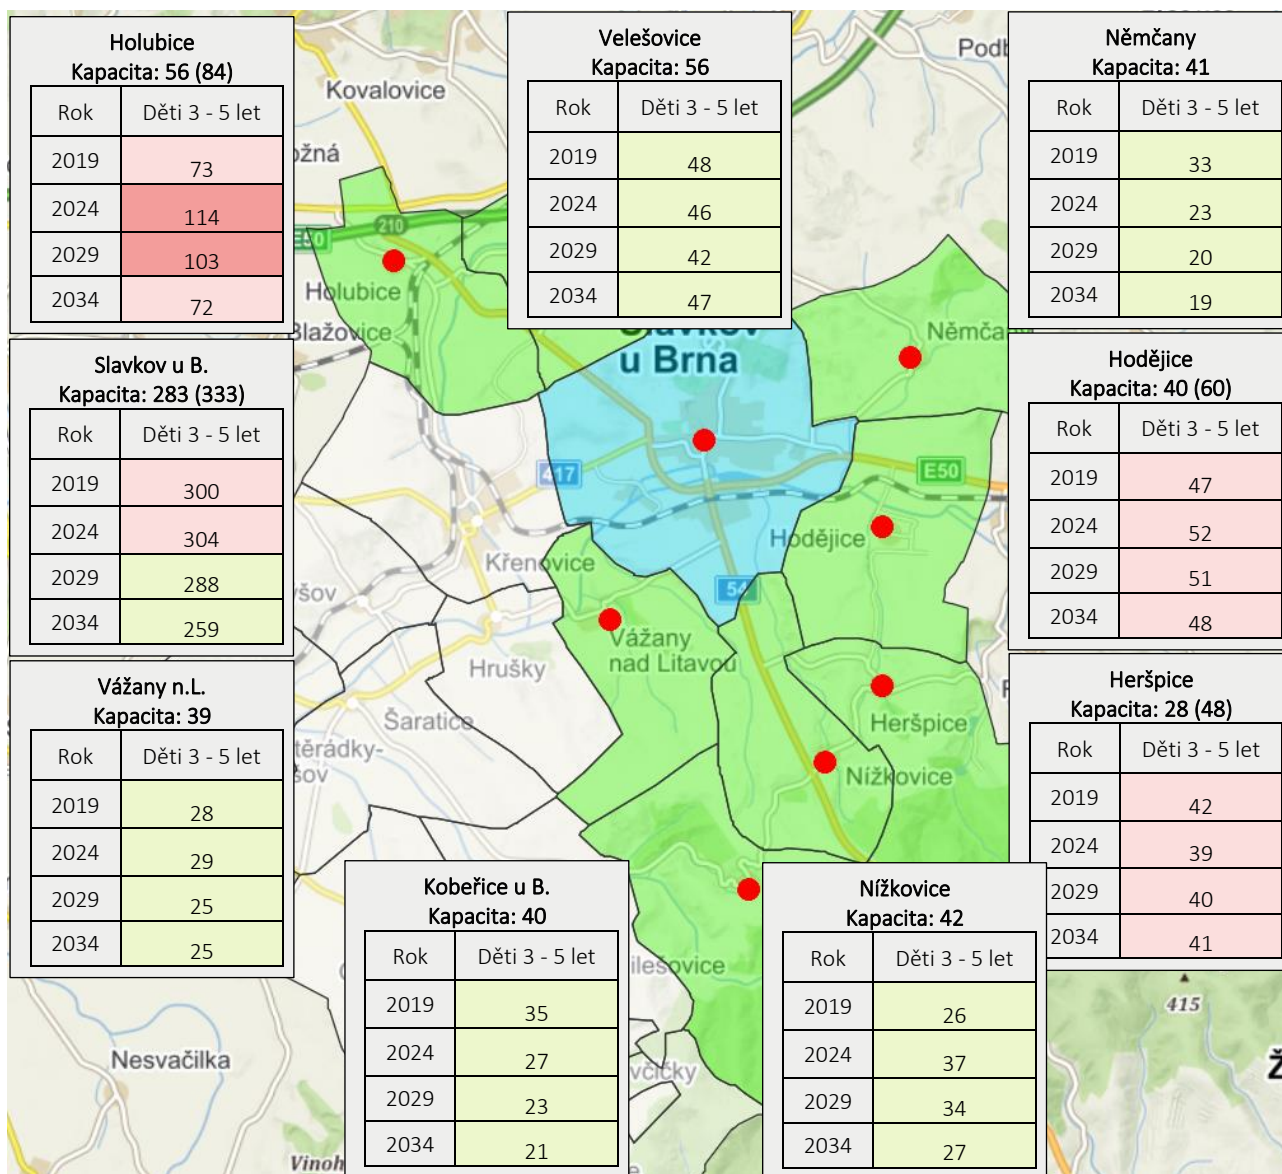 Holubice
Kapacita: 56 (84)
Rok Děti 3 - 5 let
2019 73
2024 114
2029 103
2034 72
Velešovice
Kapacita: 56
Rok Děti 3 - 5 let
2019 48
2024 46
2029 42
2034 47
Němčany
Kapacita: 41
Rok Děti 3 - 5 let
2019 33
2024 23
2029 20
2034 19
Slavkov u B.
Kapacita: 283 (333)
Rok Děti 3 - 5 let
2019 300
2024 304
2029 288
2034 259
Hodějice
Kapacita: 40 (60)
Rok Děti 3 - 5 let
2019 47
2024 52
2029 51
2034 48
Vážany n.L.
Kapacita: 39
Rok Děti 3 - 5 let
2019 28
2024 29
2029 25
2034 25
Heršpice
Kapacita: 28 (48)
Rok Děti 3 - 5 let
2019 42
2024 39
2029 40
2034 41
Kobeřice u B.
Kapacita: 40
Rok Děti 3 - 5 let
2019 35
2024 27
2029 23
2034 21
Nížkovice
Kapacita: 42
Rok Děti 3 - 5 let
2019 26
2024 37
2029 34
2034 27
Kovalovice
E50
210
Holubice
Blažovice
Slavkov
u Brna
417
E50
Hodějice
Křenovice
54
Vážany
nad Litavou
Hrušky
Šaratice
Heršpice
Nížkovice
415
Nesvačilka